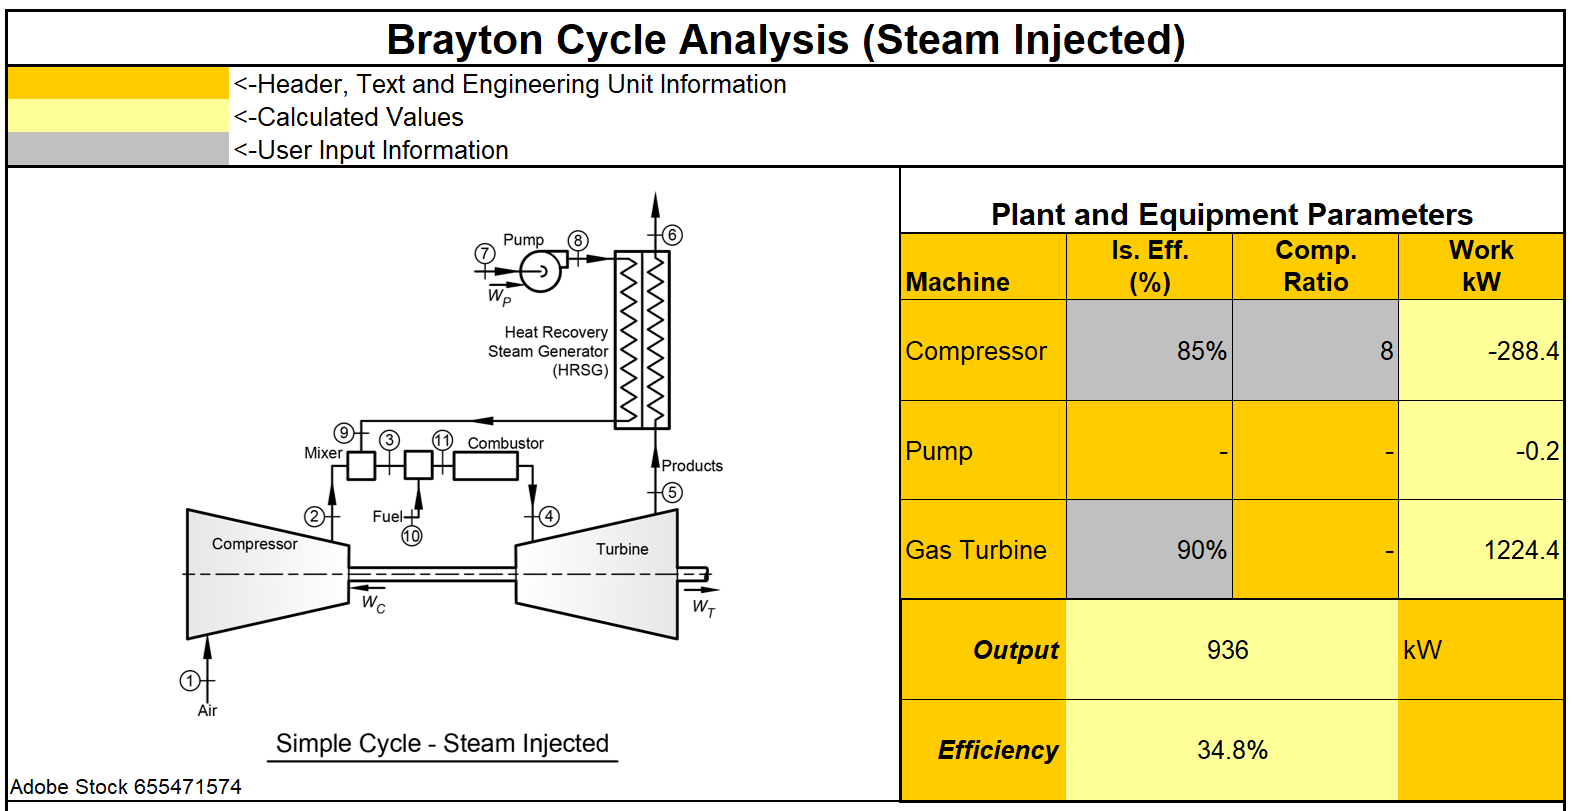 Brayton Cycle Analysis (Steam Injected)
<-Header, Text and Engineering Unit Information
<-Calculated Values
<-User Input Information
6
Pump
8
7
W_P
Heat Recovery
Steam Generator
(HRSG)
9
3
11
Combustor
Mixer
Products
5
2
Fuel
10
4
Compressor
Turbine
W_C
W_T
1
Air
Simple Cycle - Steam Injected
Adobe Stock 655471574
Plant and Equipment Parameters
Machine Is. Eff. (%) Comp. Ratio Work kW
Compressor 85% 8 -288.4
Pump - - -0.2
Gas Turbine 90% - 1224.4
Output 936 kW
Efficiency 34.8%